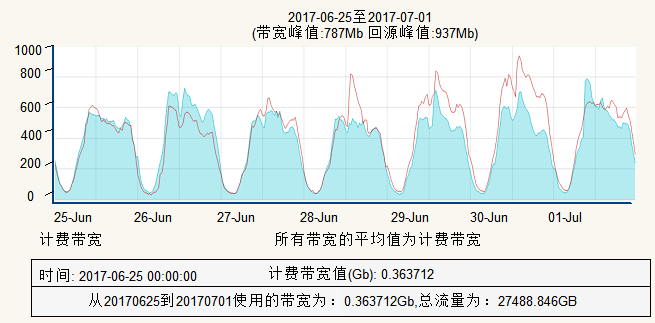 2017-06-25至2017-07-01
(带宽峰值:787Mb 回源峰值:937Mb)
1000
800
600
400
200
0
25-Jun 26-Jun 27-Jun 28-Jun 29-Jun 30-Jun 01-Jul
计费带宽 所有带宽的平均值为计费带宽
时间: 2017-06-25 00:00:00 计费带宽值(Gb): 0.363712
从20170625到20170701使用的带宽为：0.363712Gb,总流量为：27488.846GB